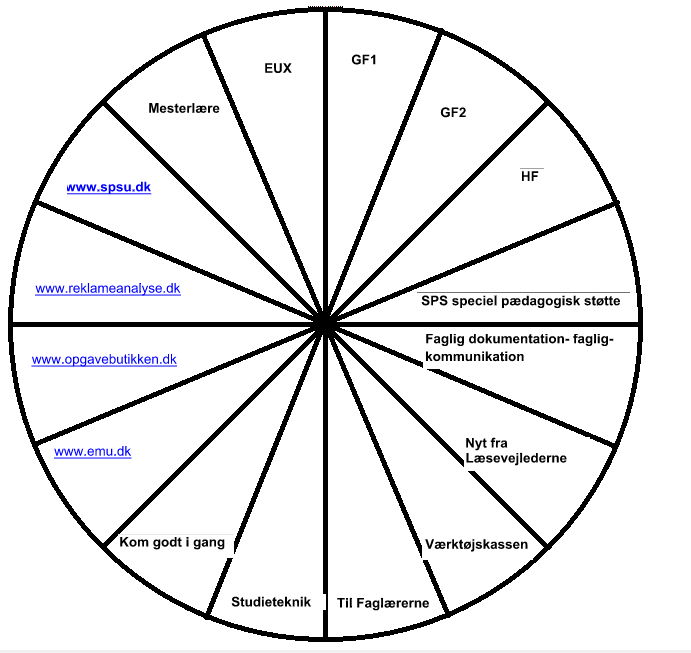 GF1
EUX
Mesterlære
GF2
HF
www.spsu.dk
www.reklameanalyse.dk
SPS speciel pædagogisk støtte
Faglig dokumentation- faglig-
kommunikation
www.opgavebutikken.dk
Nyt fra
Læsevejlederne
www.emu.dk
Kom godt i gang
Værktøjskassen
Studieteknik
Til Faglærerne